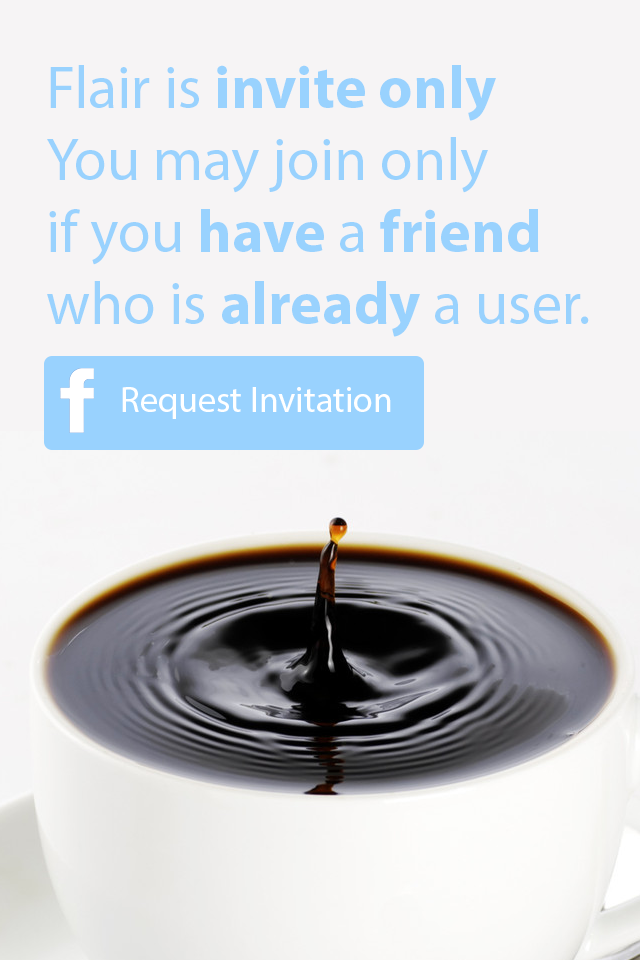 Flair is invite only
You may join only
if you have a friend
who is already a user.
f Request Invitation